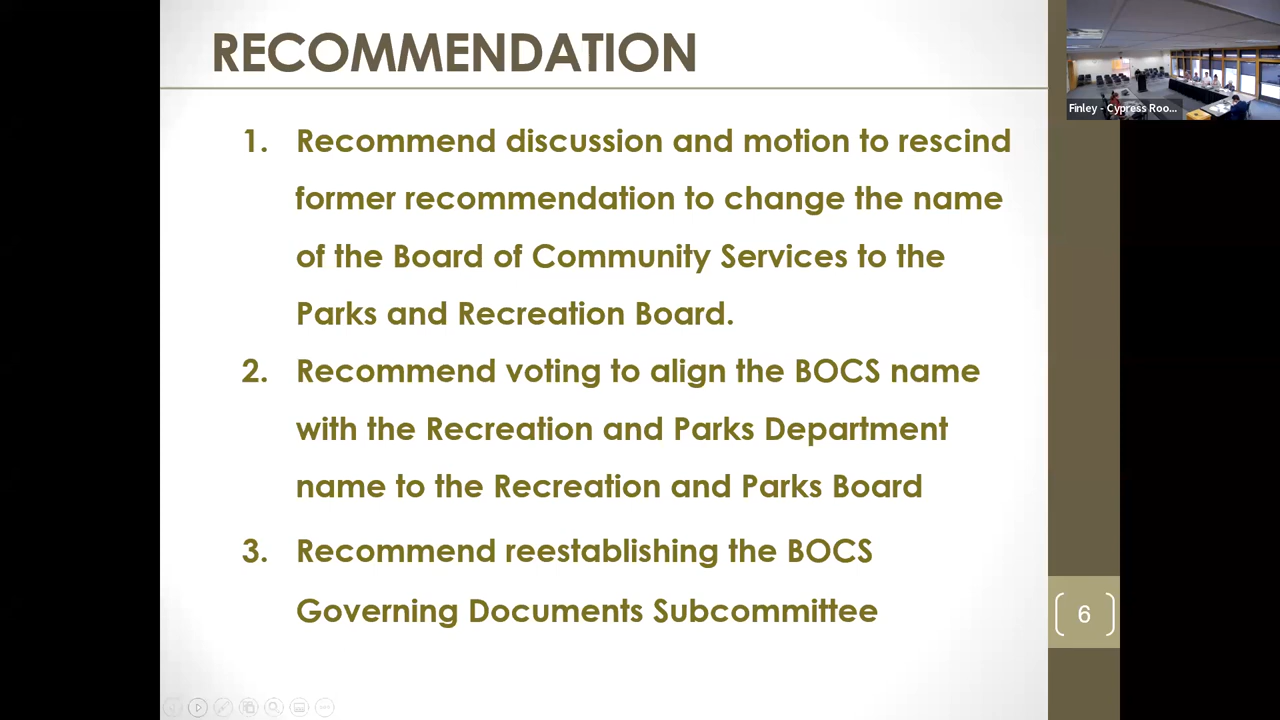 RECOMMENDATION
1. Recommend discussion and motion to rescind
former recommendation to change the name
of the Board of Community Services to the
Parks and Recreation Board.
2. Recommend voting to align the BOCS name
with the Recreation and Parks Department
name to the Recreation and Parks Board
3. Recommend reestablishing the BOCS
Governing Documents Subcommittee
6
Finley - Cypress Roo...